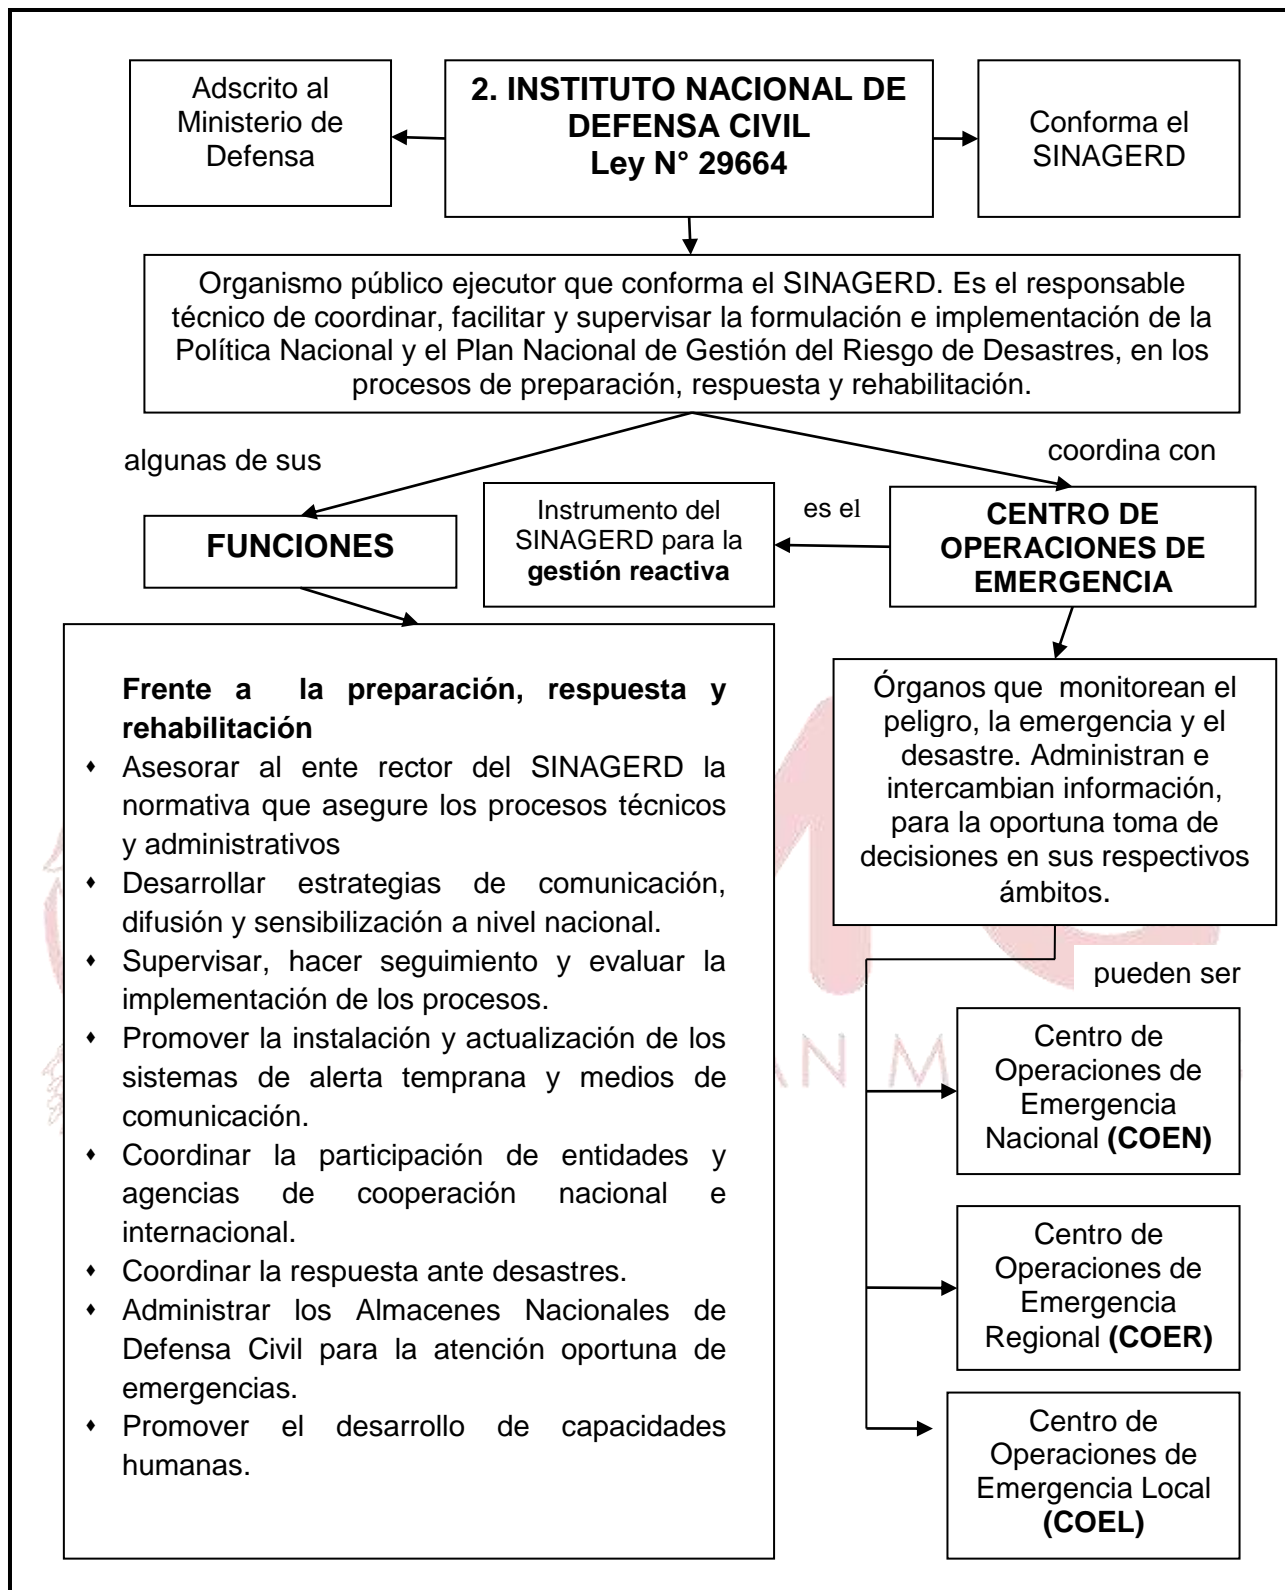 Adscrito al
Ministerio de
Defensa
2. INSTITUTO NACIONAL DE
DEFENSA CIVIL
Ley N° 29664
Conforma el
SINAGERD
Organismo público ejecutor que conforma el SINAGERD. Es el responsable
técnico de coordinar, facilitar y supervisar la formulación e implementación de la
Política Nacional y el Plan Nacional de Gestión del Riesgo de Desastres, en los
procesos de preparación, respuesta y rehabilitación.
algunas de sus
coordina con
FUNCIONES
Instrumento del
SINAGERD para la
gestión reactiva
es el
CENTRO DE
OPERACIONES DE
EMERGENCIA
Frente a la preparación, respuesta y
rehabilitación
♦ Asesorar al ente rector del SINAGERD la
normativa que asegure los procesos técnicos
y administrativos
♦ Desarrollar estrategias de comunicación,
difusión y sensibilización a nivel nacional.
♦ Supervisar, hacer seguimiento y evaluar la
implementación de los procesos.
♦ Promover la instalación y actualización de los
sistemas de alerta temprana y medios de
comunicación.
♦ Coordinar la participación de entidades y
agencias de cooperación nacional e
internacional.
♦ Coordinar la respuesta ante desastres.
♦ Administrar los Almacenes Nacionales de
Defensa Civil para la atención oportuna de
emergencias.
♦ Promover el desarrollo de capacidades
humanas.
Órganos que monitorean el
peligro, la emergencia y el
desastre. Administran e
intercambian información,
para la oportuna toma de
decisiones en sus respectivos
ámbitos.
pueden ser
Centro de
Operaciones de
Emergencia
Nacional (COEN)
Centro de
Operaciones de
Emergencia
Regional (COER)
Centro de
Operaciones de
Emergencia Local
(COEL)